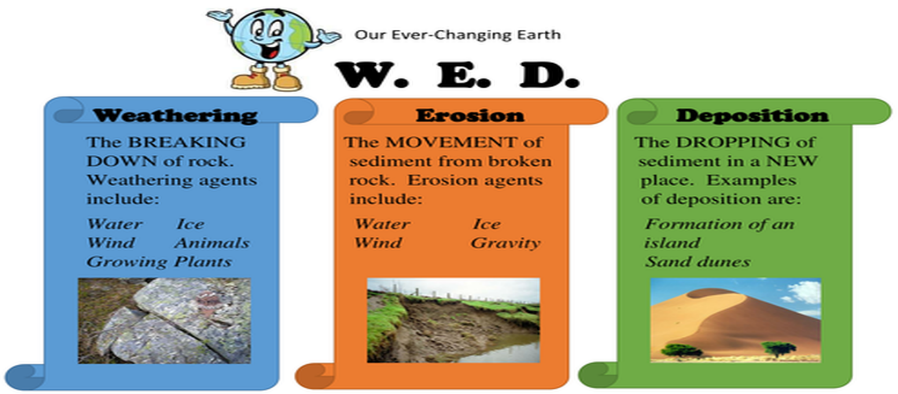 Our Ever-Changing Earth
W. E. D.
Weathering
The BREAKING
DOWN of rock.
Weathering agents
include:
Water Ice
Wind Animals
Growing Plants
Erosion
The MOVEMENT of
sediment from broken
rock. Erosion agents
include:
Water Ice
Wind Gravity
Deposition
The DROPPING of
sediment in a NEW
place. Examples
of deposition are:
Formation of an
island
Sand dunes